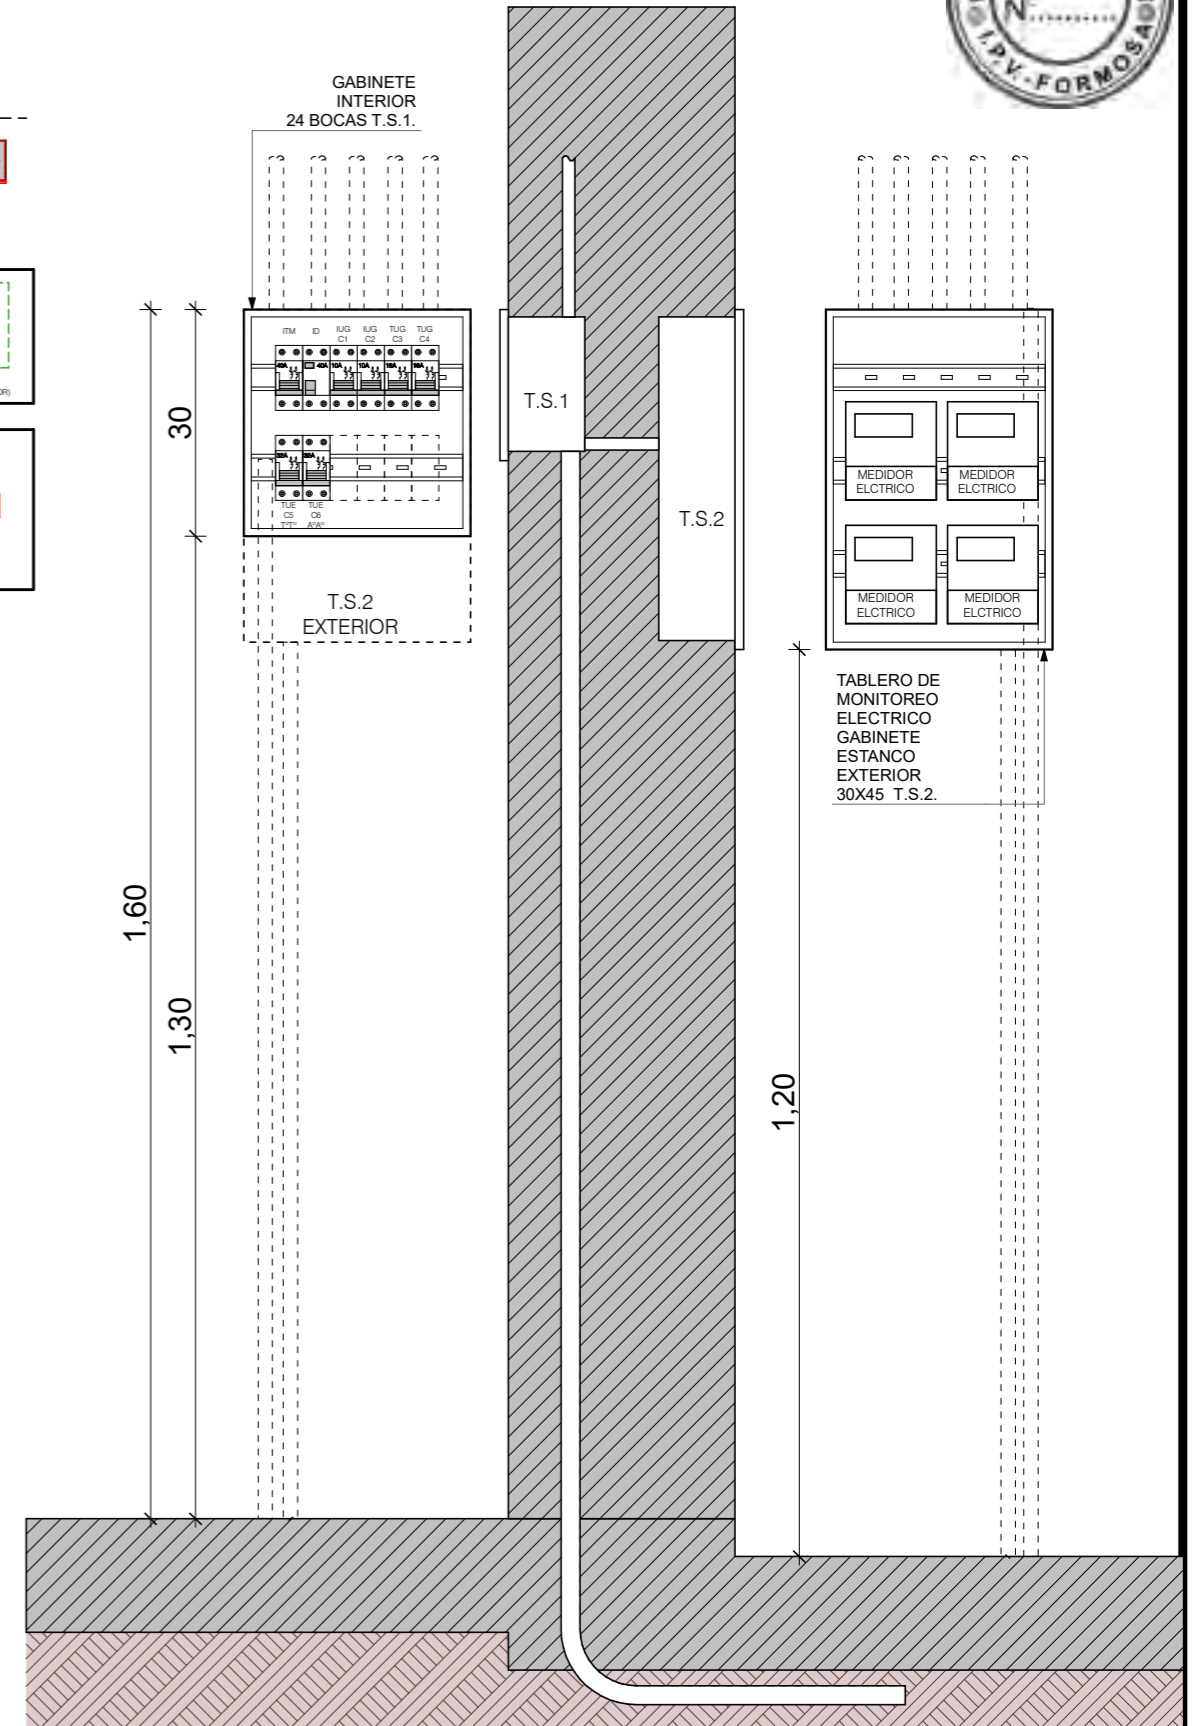 I.P.V.-FORMOSA
GABINETE
INTERIOR
24 BOCAS T.S.1.
ITM ID IUG IUG TUG TUG
C1 C2 C3 C4
40A 40A 10A 10A 16A 16A
32A 32A
TUE TUE
C5 C6
TºTº AºAº
T.S.2
EXTERIOR
30
1,60
1,30
T.S.1
T.S.2
MEDIDOR
ELCTRICO
MEDIDOR
ELCTRICO
MEDIDOR
ELCTRICO
MEDIDOR
ELCTRICO
TABLERO DE
MONITOREO
ELECTRICO
GABINETE
ESTANCO
EXTERIOR
30X45 T.S.2.
1,20